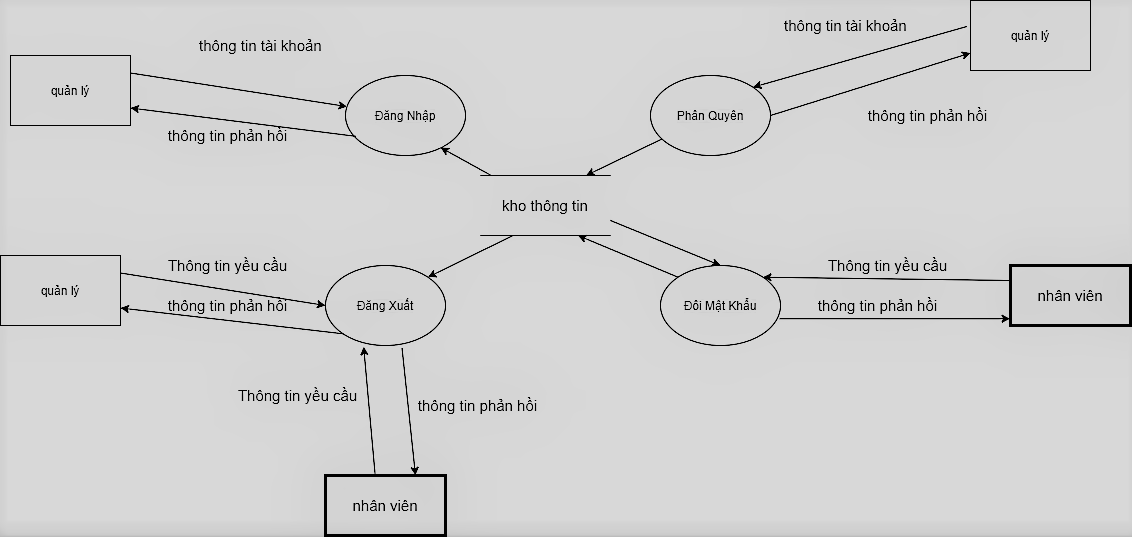 thông tin tài khoản
quản lý
Đăng Nhập
thông tin phản hồi
thông tin tài khoản
quản lý
Phân Quyên
thông tin phản hồi
kho thông tin
Thông tin yều cầu
quản lý
thông tin phản hồi
Đăng Xuất
Thông tin yều cầu
nhân viên
Đôi Mật Khẩu
thông tin phản hồi
Thông tin yều cầu
thông tin phản hồi
nhân viên